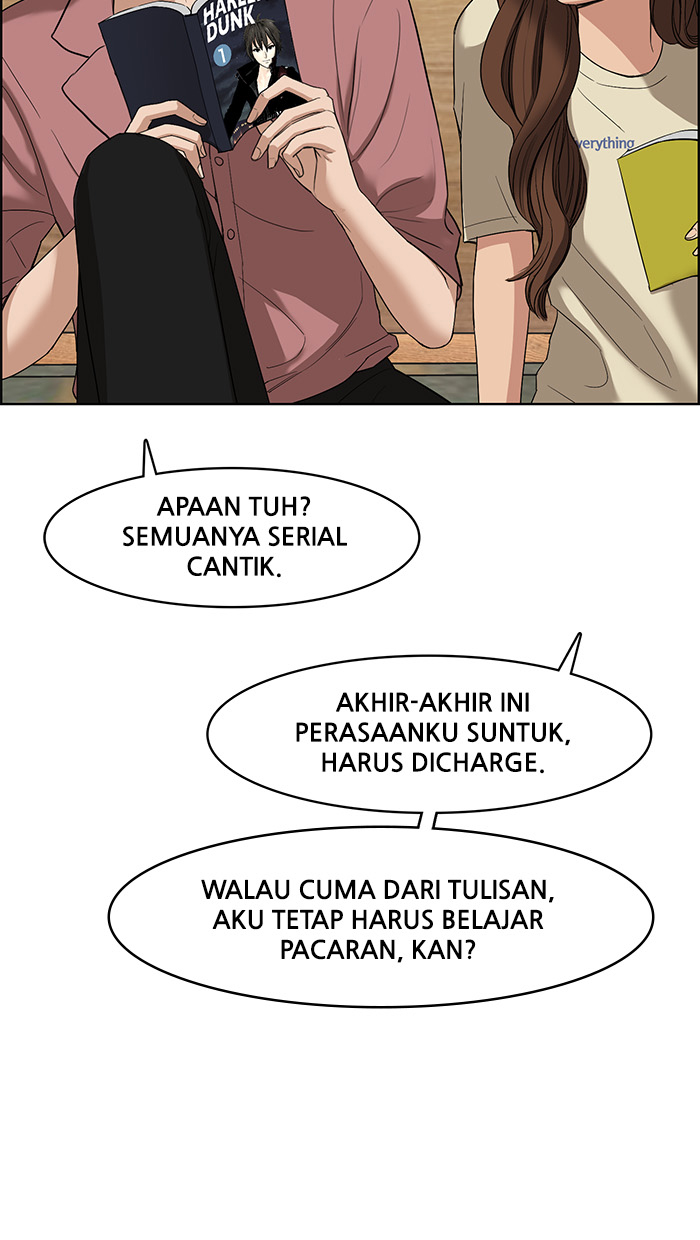 DUNK
1
verything
APAAN TUH?
SEMUANYA SERIAL
CANTIK.
AKHIR-AKHIR INI
PERASAANKU SUNTUK,
HARUS DICHARGE.
WALAU CUMA DARI TULISAN,
AKU TETAP HARUS BELAJAR
PACARAN, KAN?